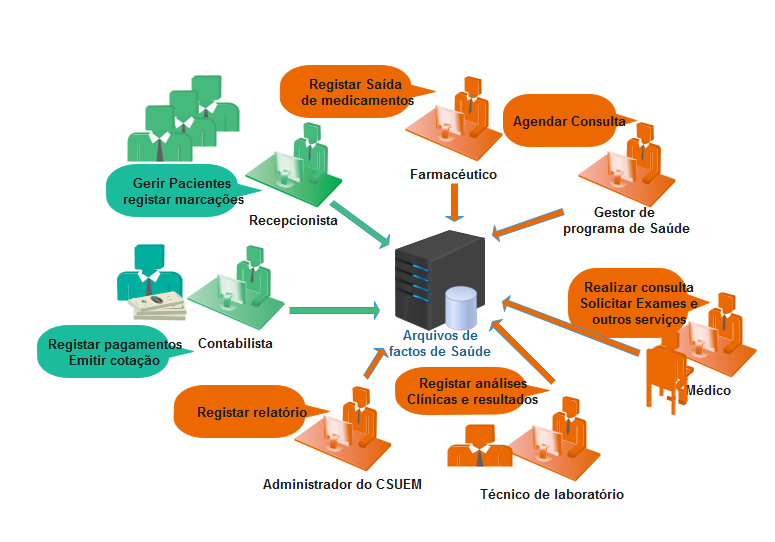 Registar Saída
de medicamentos
Agendar Consulta
Farmacéutico
Gerir Pacientes
registar marcações
Recepcionista
Gestor de
programa de Saúde
Realizar consulta
Solicitar Exames e
outros serviços
Registar pagamentos
Emitir cotação
Contabilista
Arquivos de
factos de Saúde
Médico
Registar análises
Clínicas e resultados
Registar relatório
Administrador do CSUEM
Técnico de laboratório